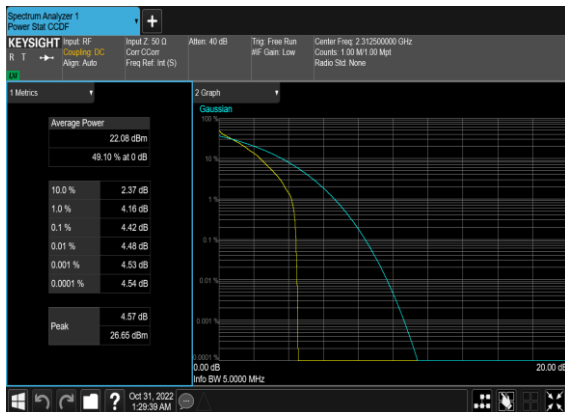 Spectrum Analyzer 1
Power Stat CCDF
KEYSIGHT
R T
Input: RF
Coupling: DC
Align: Auto
Input Z: 50 Ω
Corr CCorr
Freq Ref: Int (S)
Atten: 40 dB
Trig: Free Run
#IF Gain: Low
Center Freq: 2.312500000 GHz
Counts: 1.00 M/1.00 Mpt
Radio Std: None
1 Metrics
Average Power
22.08 dBm
49.10 % at 0 dB
10.0 % 2.37 dB
1.0 % 4.16 dB
0.1 % 4.42 dB
0.01 % 4.48 dB
0.001 % 4.53 dB
0.0001 % 4.54 dB
Peak
4.57 dB
26.65 dBm
2 Graph
Gaussian
100 %
10 %
1 %
0.1 %
0.01 %
0.001 %
0.0001 %
0.00 dB
20.00 dB
Info BW 5.0000 MHz
?
Oct 31, 2022
1:29:39 AM